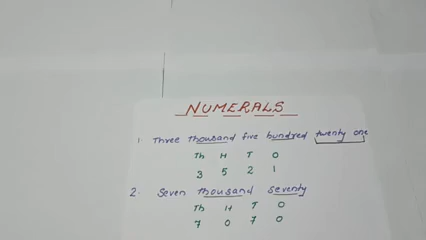 NUMERALS
1. Three thousand five hundred twenty one
Th H T O
3 5 2 1
2. Seven thousand seventy
Th H T O
7 0 7 0